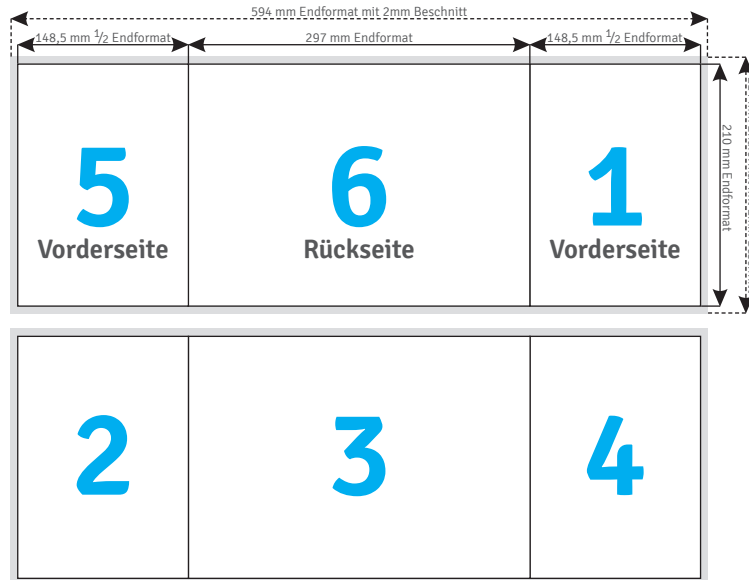 594 mm Endformat mit 2mm Beschnitt
148,5 mm 1/2 Endformat 297 mm Endformat 148,5 mm 1/2 Endformat
210 mm Endformat
5 6 1
Vorderseite Rückseite Vorderseite
2 3 4